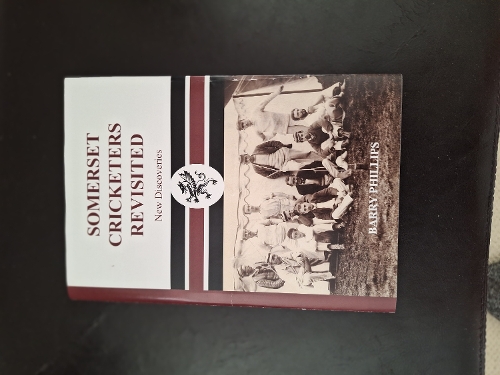 SOMERSET
CRICKETERS
REVISITED
New Discoveries
BARRY PHILLIPS